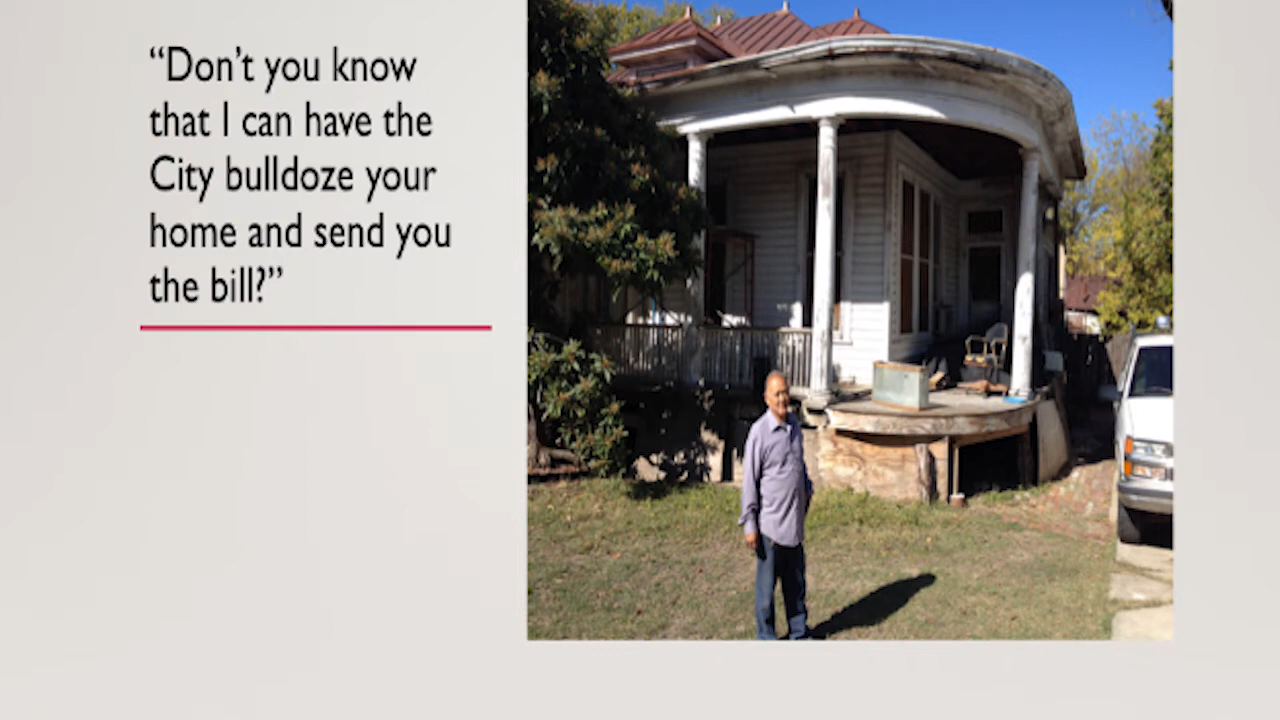 “Don’t you know
that I can have the
City bulldoze your
home and send you
the bill?”